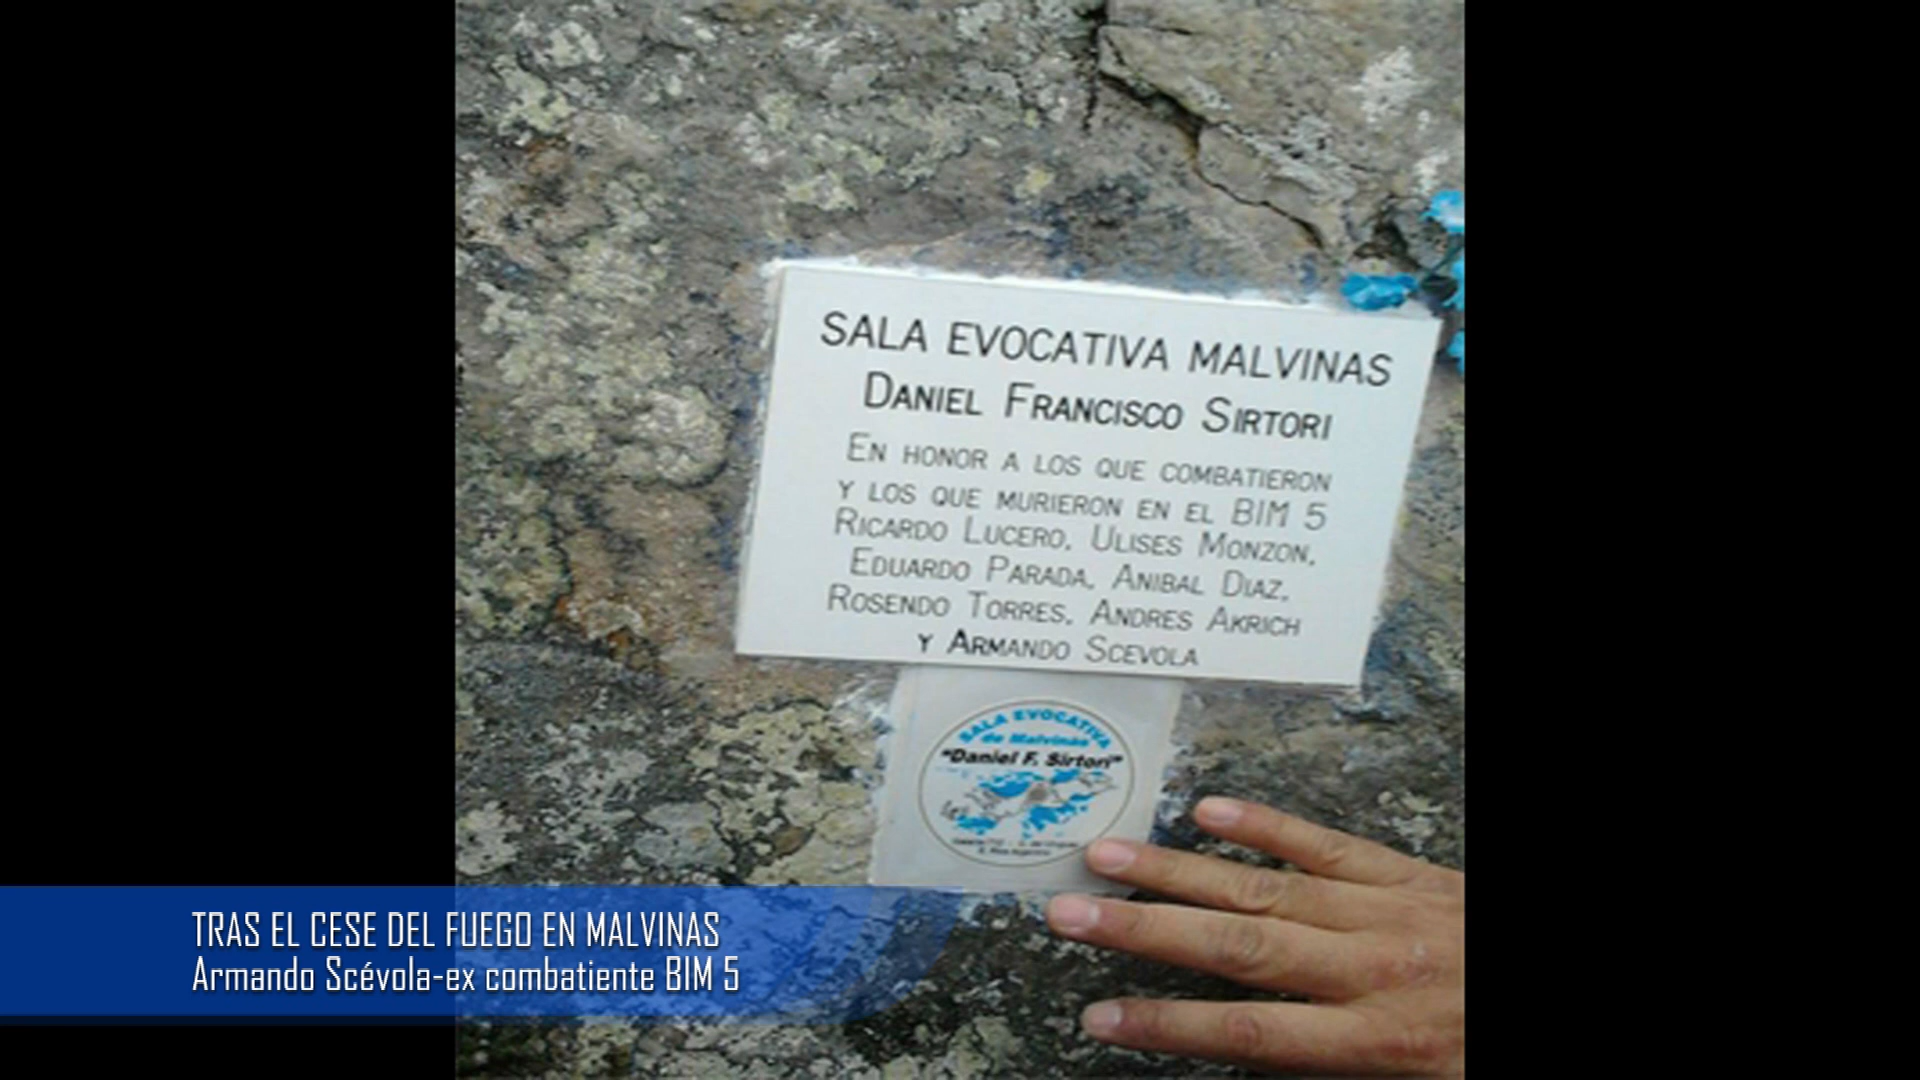 SALA EVOCATIVA MALVINAS
DANIEL FRANCISCO SIRTORI
EN HONOR A LOS QUE COMBATIERON
Y LOS QUE MURIERON EN EL BIM 5
RICARDO LUCERO, ULISES MONZON,
EDUARDO PARADA, ANIBAL DIAZ,
ROSENDO TORRES, ANDRES AKRICH
Y ARMANDO SCEVOLA
SALA EVOCATIVA
de Malvinas
"Daniel F. Sirtori"
TRAS EL CESE DEL FUEGO EN MALVINAS
Armando Scévola-ex combatiente BIM 5